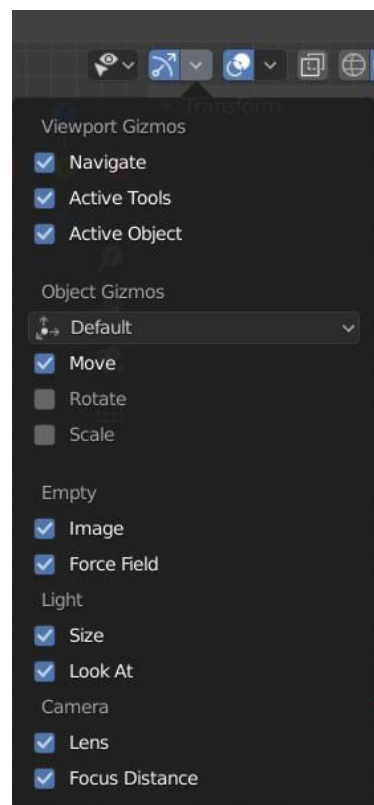 Transform
Viewport Gizmos
Navigate
Active Tools
Active Object
Object Gizmos
Default
Move
Rotate
Scale
Empty
Image
Force Field
Light
Size
Look At
Camera
Lens
Focus Distance